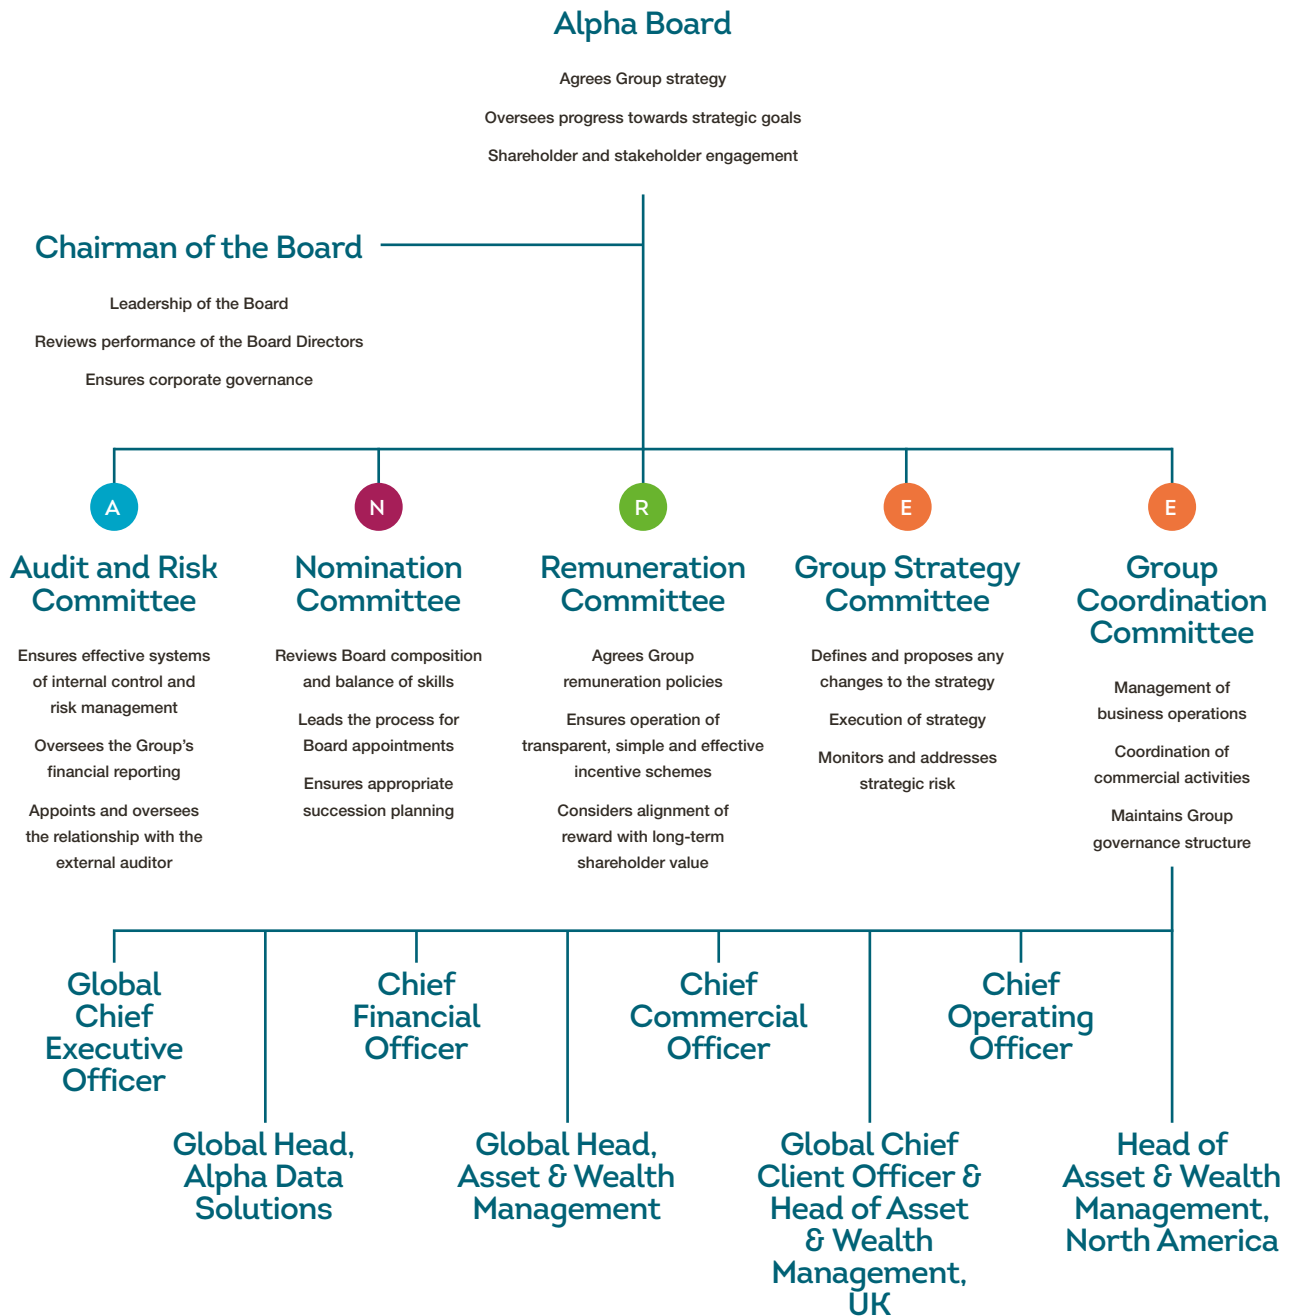 Alpha Board
Agrees Group strategy
Oversees progress towards strategic goals
Shareholder and stakeholder engagement
Chairman of the Board
Leadership of the Board
Reviews performance of the Board Directors
Ensures corporate governance
A
Audit and Risk
Committee
Ensures effective systems
of internal control and
risk management
Oversees the Group’s
financial reporting
Appoints and oversees
the relationship with the
external auditor
N
Nomination
Committee
Reviews Board composition
and balance of skills
Leads the process for
Board appointments
Ensures appropriate
succession planning
R
Remuneration
Committee
Agrees Group
remuneration policies
Ensures operation of
transparent, simple and effective
incentive schemes
Considers alignment of
reward with long-term
shareholder value
E
Group Strategy
Committee
Defines and proposes any
changes to the strategy
Execution of strategy
Monitors and addresses
strategic risk
E
Group
Coordination
Committee
Management of
business operations
Coordination of
commercial activities
Maintains Group
governance structure
Global
Chief
Executive
Officer
Chief
Financial
Officer
Chief
Commercial
Officer
Chief
Operating
Officer
Global Head,
Alpha Data
Solutions
Global Head,
Asset & Wealth
Management
Global Chief
Client Officer &
Head of Asset
& Wealth
Management,
UK
Head of
Asset & Wealth
Management,
North America